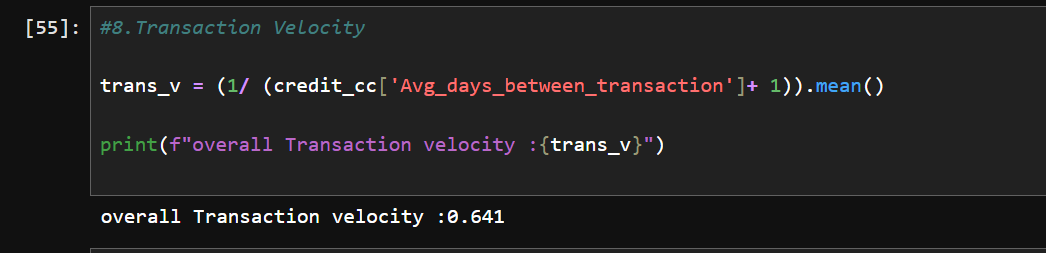 [55]:
#8.Transaction Velocity
trans_v = (1/ (credit_cc['Avg_days_between_transaction']+ 1)).mean()
print(f"overall Transaction velocity :{trans_v}")
overall Transaction velocity :0.641